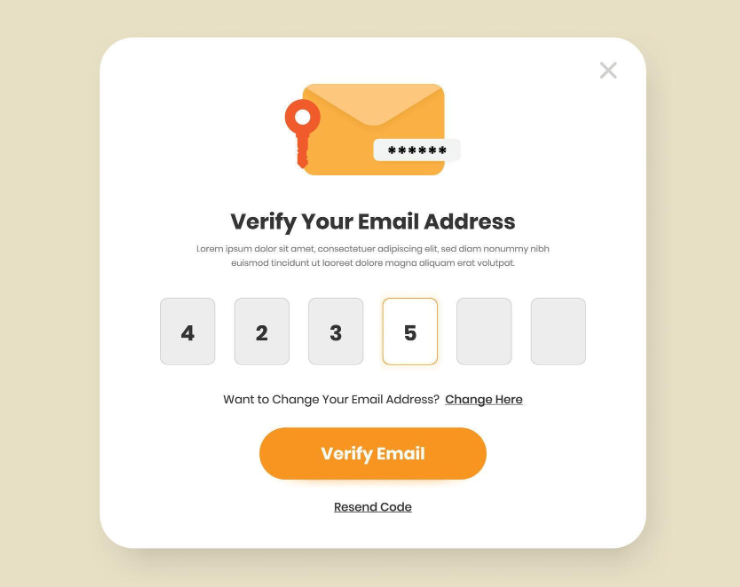 ******
Verify Your Email Address
Lorem ipsum dolor sit amet, consectetuer adipiscing elit, sed diam nonummy nibh
euismod tincidunt ut laoreet dolore magna aliquam erat volutpat.
4 2 3 5
Want to Change Your Email Address? Change Here
Verify Email
Resend Code